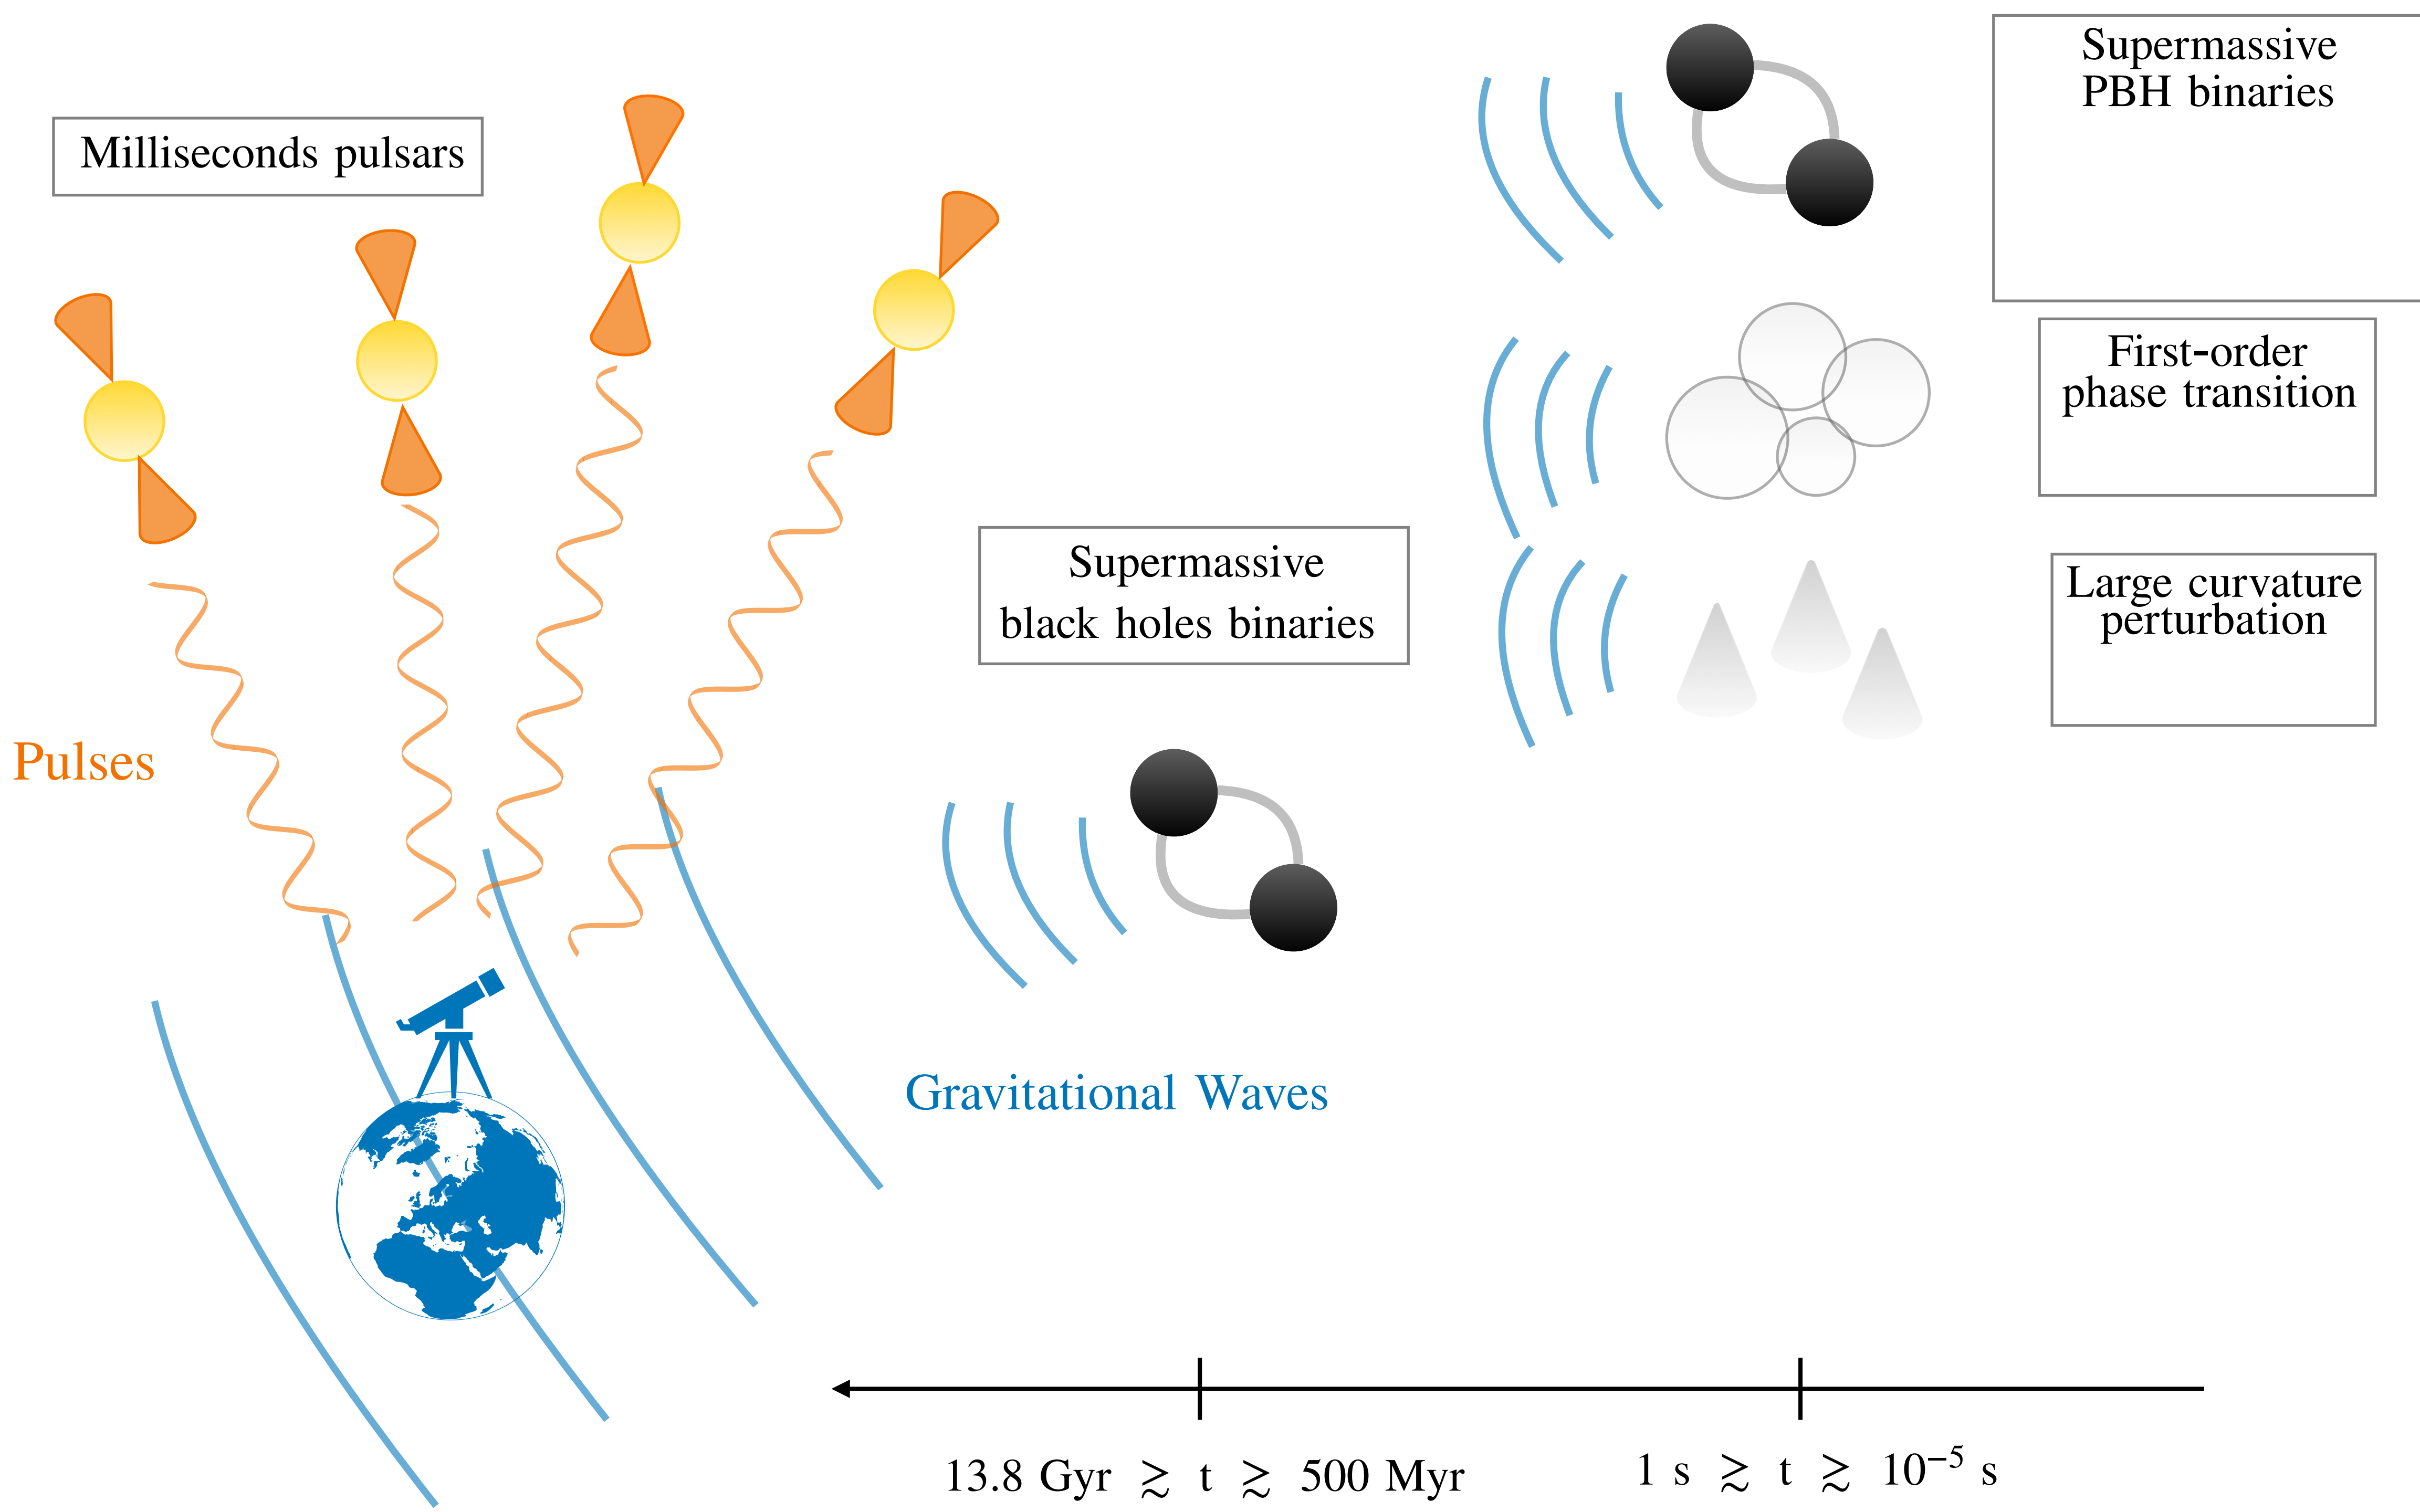 Supermassive
PBH binaries
Milliseconds pulsars
First-order
phase transition
Supermassive
black holes binaries
Large curvature
perturbation
Pulses
Gravitational Waves
13.8 Gyr ≳ t ≳ 500 Myr
1 s ≳ t ≳ 10⁻⁵ s